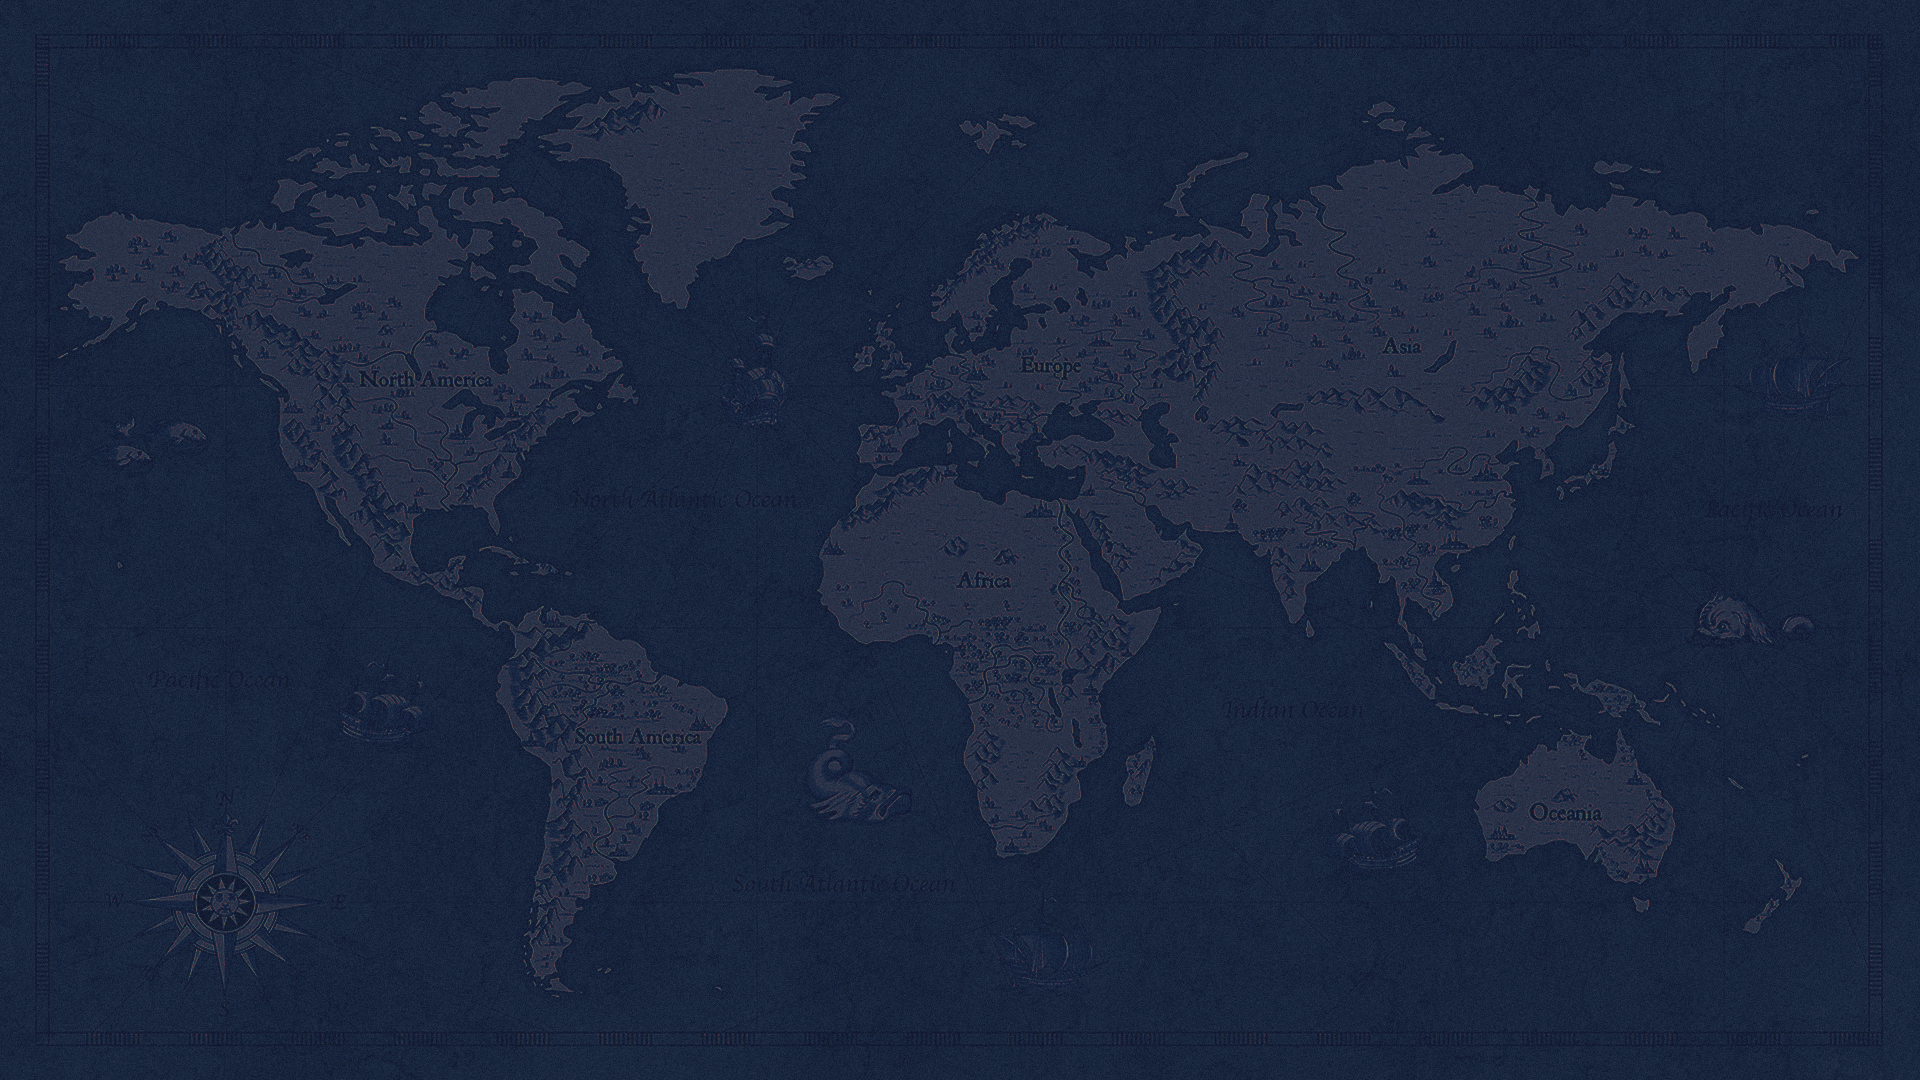 Europe
Asia
North America
North Atlantic Ocean
Pacific Ocean
Africa
Pacific Ocean
Indian Ocean
South America
N
Oceania
South Atlantic Ocean
W
E